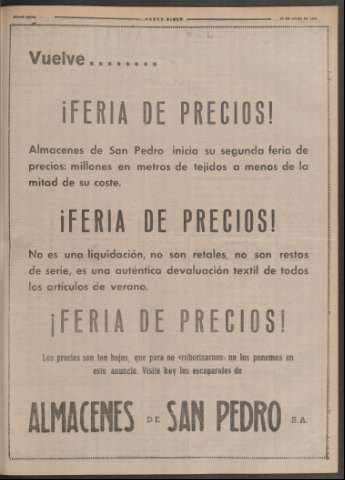 Vuelve........
¡FERIA DE PRECIOS!
Almacenes de San Pedro inicia su segunda feria de
precios: millones en metros de tejidos a menos de la
mitad de su coste.
¡FERIA DE PRECIOS!
No es una liquidación, no son retales, no son restos
de serie, es una auténtica devaluación textil de todos
los artículos de verano.
¡FERIA DE PRECIOS!
Los precios son tan bajos, que para no «robotizarnos» no los ponemos en
este anuncio. Visite hoy los escaparates de
ALMACENES DE SAN PEDRO S.A.